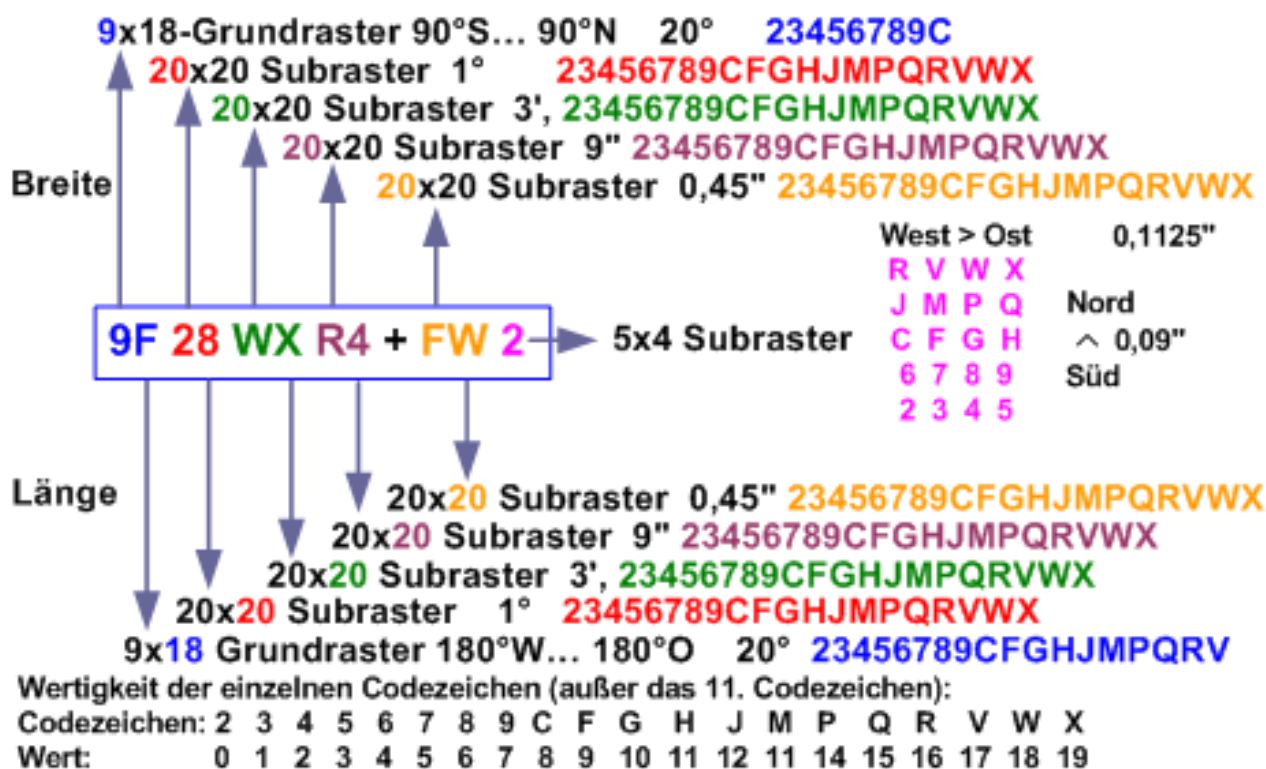 9x18-Grundraster 90°S... 90°N 20° 23456789C
20x20 Subraster 1° 23456789CFGHJMPQRVWX
20x20 Subraster 3', 23456789CFGHJMPQRVWX
20x20 Subraster 9" 23456789CFGHJMPQRVWX
Breite
20x20 Subraster 0,45" 23456789CFGHJMPQRVWX
West > Ost 0,1125"
R V W X
J M P Q Nord
9F 28 WX R4 + FW 2 5x4 Subraster C F G H ^ 0,09"
6 7 8 9 Süd
2 3 4 5
Länge
20x20 Subraster 0,45" 23456789CFGHJMPQRVWX
20x20 Subraster 9" 23456789CFGHJMPQRVWX
20x20 Subraster 3', 23456789CFGHJMPQRVWX
20x20 Subraster 1° 23456789CFGHJMPQRVWX
9x18 Grundraster 180°W... 180°O 20° 23456789CFGHJMPQRV
Wertigkeit der einzelnen Codezeichen (außer das 11. Codezeichen):
Codezeichen: 2 3 4 5 6 7 8 9 C F G H J M P Q R V W X
Wert: 0 1 2 3 4 5 6 7 8 9 10 11 12 11 14 15 16 17 18 19